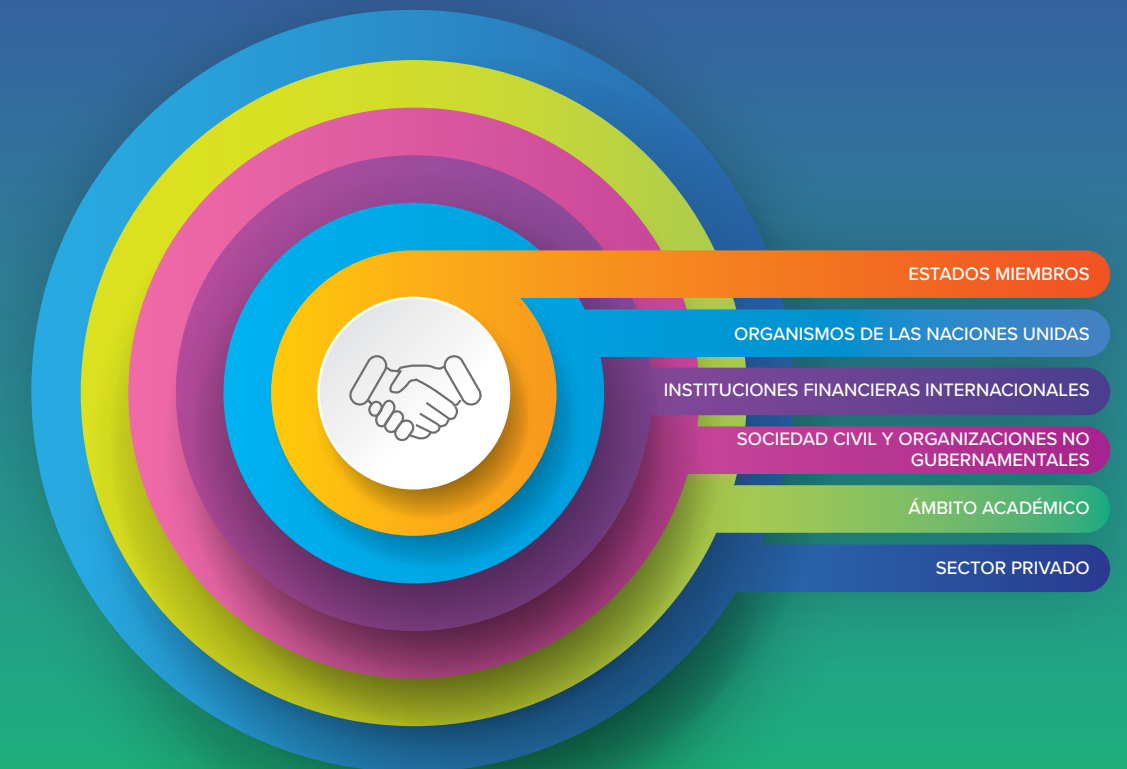 ESTADOS MIEMBROS
ORGANISMOS DE LAS NACIONES UNIDAS
INSTITUCIONES FINANCIERAS INTERNACIONALES
SOCIEDAD CIVIL Y ORGANIZACIONES NO
GUBERNAMENTALES
ÁMBITO ACADÉMICO
SECTOR PRIVADO